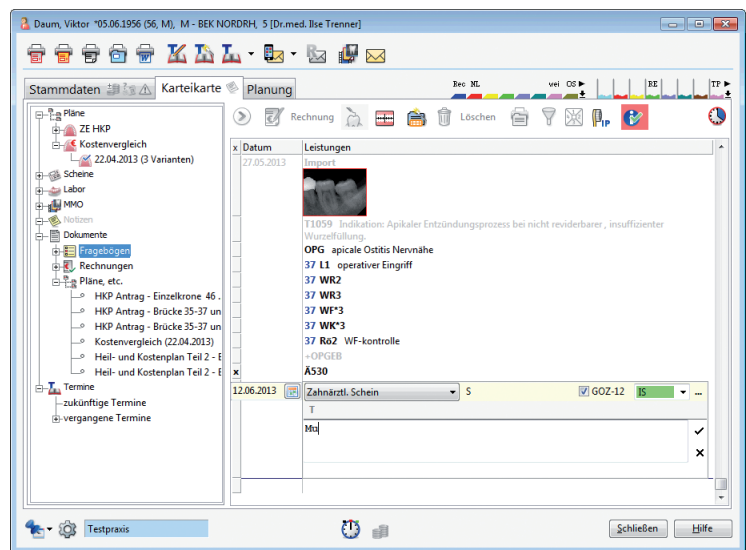 Daum, Viktor *05.06.1956 (56, M), M - BEK NORDRH, 5 [Dr.med. Ilse Trenner]
Stammdaten Karteikarte Planung
Rec NL vei OS RE TP
Rechnung Löschen IP
Pläne
ZE HKP
Kostenvergleich
22.04.2013 (3 Varianten)
Scheine
Labor
MMO
Notizen
Dokumente
Fragebögen
Rechnungen
Pläne, etc.
HKP Antrag - Einzelkrone 46 .
HKP Antrag - Brücke 35-37 un
HKP Antrag - Brücke 35-37 un
Kostenvergleich (22.04.2013)
Heil- und Kostenplan Teil 2 - E
Heil- und Kostenplan Teil 2 - E
Termine
zukünftige Termine
vergangene Termine
x Datum Leistungen
27.05.2013 Import
T1059 Indikation: Apikaler Entzündungsprozess bei nicht reviderbarer , insuffizienter
Wurzelfüllung.
OPG apicale Ostitis Nervnähe
37 L1 operativer Eingriff
37 WR2
37 WR3
37 WF*3
37 WK*3
37 Rö2 WF-kontrolle
+OPGEB
x Ä530
12.06.2013 Zahnärztl. Schein S GOZ-12 IS ...
T
Mu
Testpraxis
Schließen Hilfe